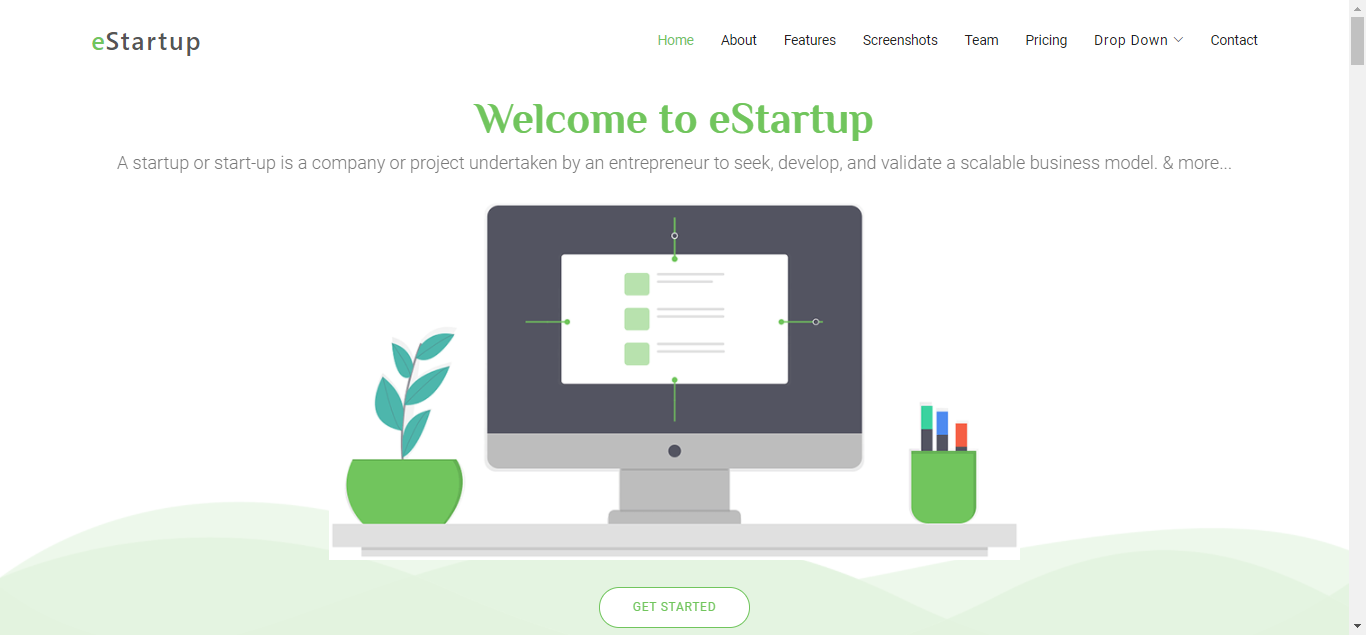 eStartup
Home About Features Screenshots Team Pricing Drop Down Contact
Welcome to eStartup
A startup or start-up is a company or project undertaken by an entrepreneur to seek, develop, and validate a scalable business model. & more...
GET STARTED